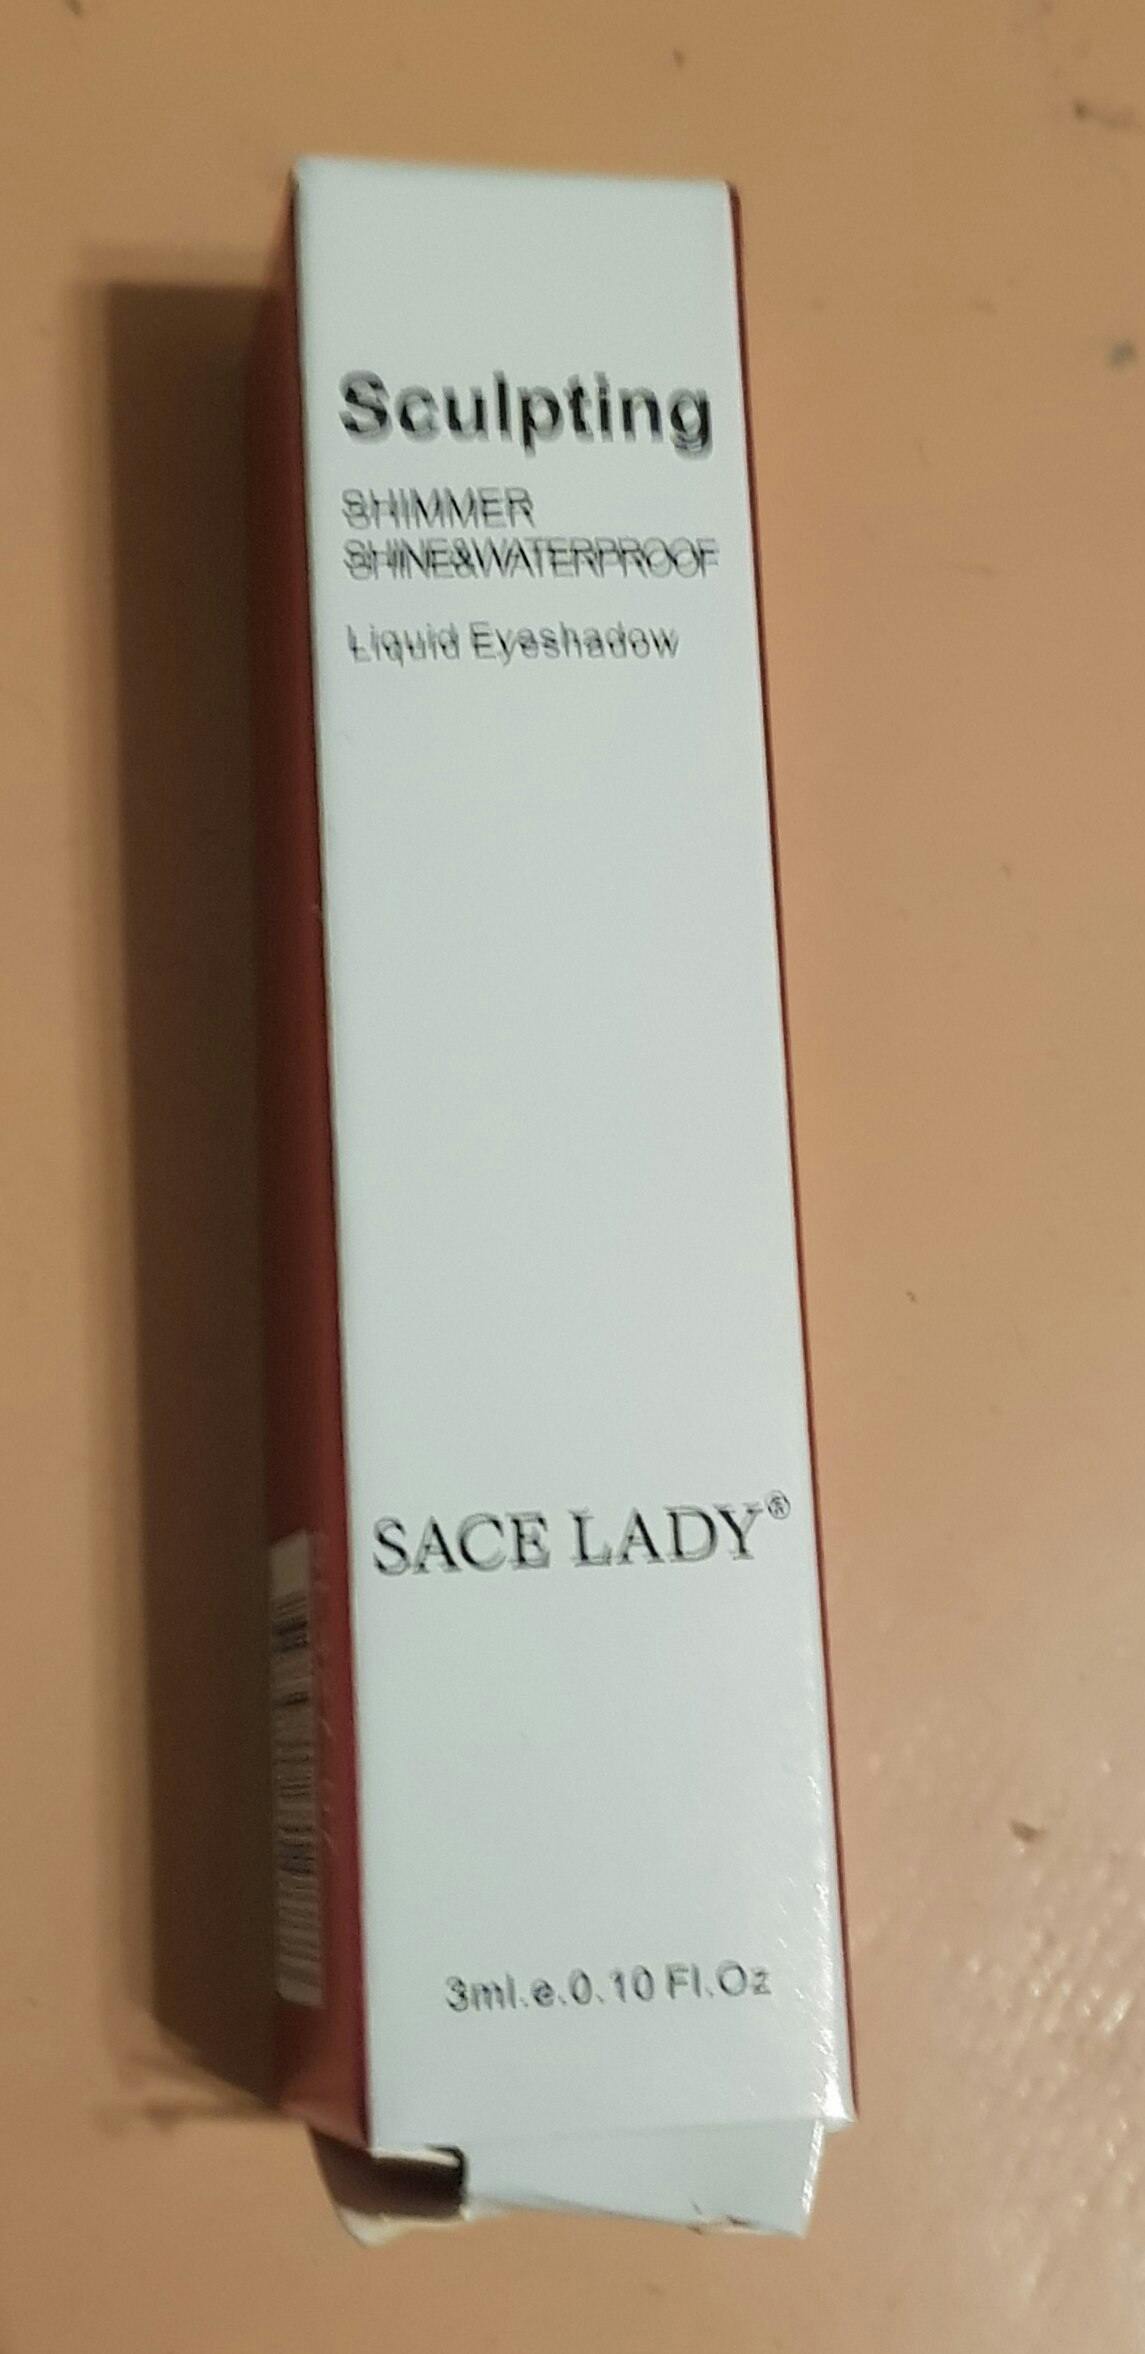 Sculpting
SHIMMER
SHINE&WATERPROOF
Liquid Eyeshadow
SACE LADY®
3ml.e.0.10 Fl.Oz